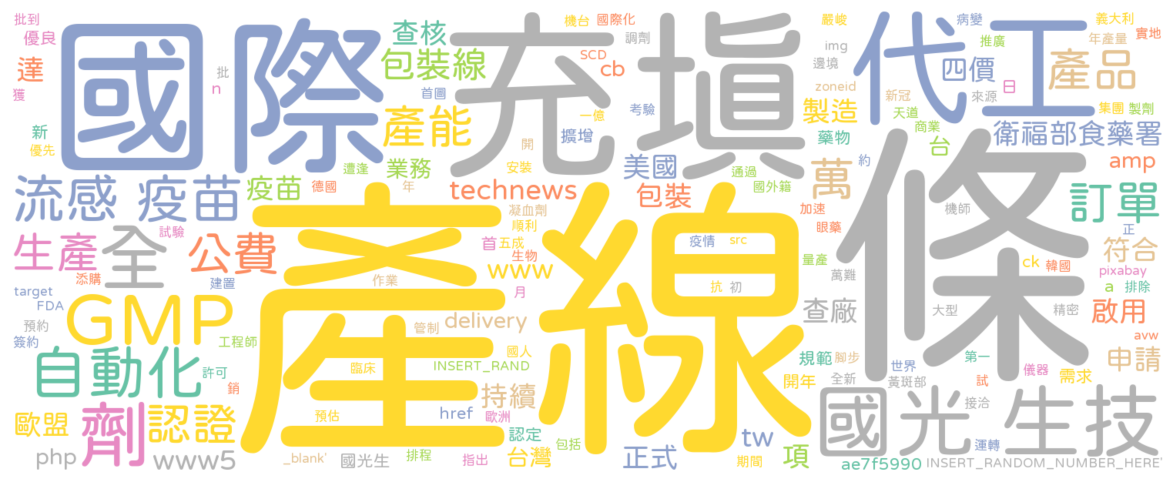 批到
優良
達
獲
n
批
國際
查核
包裝線
首圖
充填
機台
國際化
調劑
SCD
cb
一億
嚴峻
img
邊境
zoneid
代工
病變
推廣
四價
來源
日
義大利
年產量
實地
產品
集團
製劑
新
優先
產能
業務
遭逢
年
開
安裝
擴增
考驗
美國
通過
國外籍
製造
藥物
萬
約
新冠
天道
商業
台
衛福部食藥署
amp
流感
疫苗
疫苗
德國
technews
凝血劑
順利
包裝
加速
眼藥
條
機師
訂單
正
生產
全
試驗
添購
公費
建置
產線
作業
首
五成
生物
www
月
疫情
src
抗
初
量產
萬難
查廠
ck
韓國
符合
pixabay
a
排除
target
FDA
預約
簽約
GMP
工程師
管制
delivery
國人
INSERT_RAND
大型
精密
啟用
avw
自動化
許可
銷
臨床
持續
歐洲
href
預估
規範
腳步
開年
全新
世界
黃斑部
第一
試
儀器
需求
申請
歐盟
劑
認證
php
www5
_blank'
國光生
排程
指出
認定
包括
台灣
正式
tw
期間
項
國光
生技
接洽
運轉
ae7f5990
INSERT_RANDOM_NUMBER_HERE'